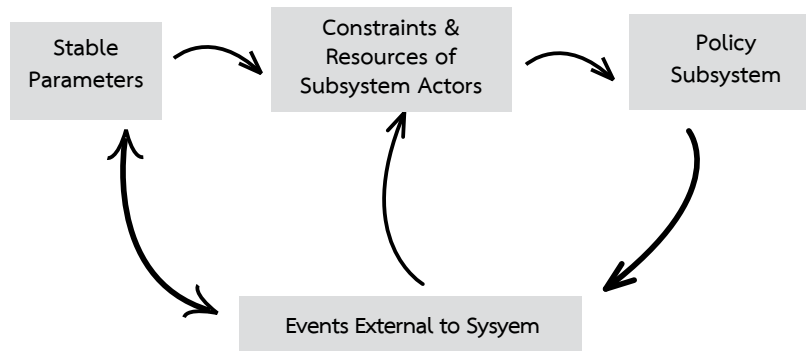 Stable
Parameters
Constraints &
Resources of
Subsystem Actors
Policy
Subsystem
Events External to Sysyem